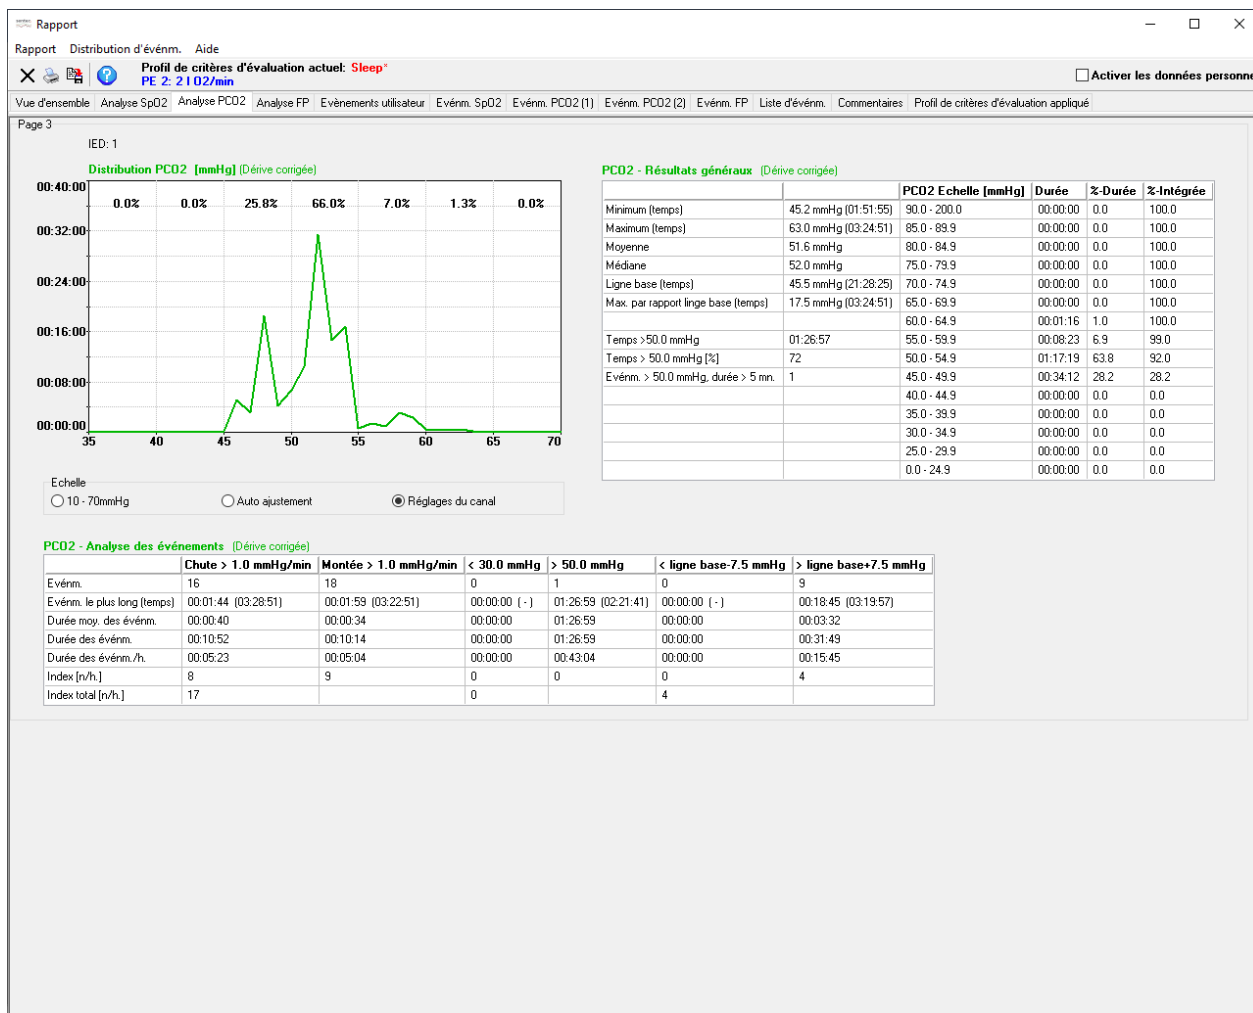 sentec Rapport
Rapport Distribution d'événm. Aide
Profil de critères d'évaluation actuel: Sleep*
PE 2: 2 l O2/min
Activer les données personne
Vue d'ensemble Analyse SpO2 Analyse PCO2 Analyse FP Evènements utilisateur Evénm. SpO2 Evénm. PCO2 (1) Evénm. PCO2 (2) Evénm. FP Liste d'événm. Commentaires Profil de critères d'évaluation appliqué
Page 3
IED: 1
Distribution PCO2 [mmHg] (Dérive corrigée)
00:40:00
0.0% 0.0% 25.8% 66.0% 7.0% 1.3% 0.0%
00:32:00
00:24:00
00:16:00
00:08:00
00:00:00
35 40 45 50 55 60 65 70
Echelle
10 - 70mmHg Auto ajustement Réglages du canal
PCO2 - Résultats généraux (Dérive corrigée)
PCO2 Echelle [mmHg] Durée %-Durée %-Intégrée
Minimum (temps) 45.2 mmHg (01:51:55) 90.0 - 200.0 00:00:00 0.0 100.0
Maximum (temps) 63.0 mmHg (03:24:51) 85.0 - 89.9 00:00:00 0.0 100.0
Moyenne 51.6 mmHg 80.0 - 84.9 00:00:00 0.0 100.0
Médiane 52.0 mmHg 75.0 - 79.9 00:00:00 0.0 100.0
Ligne base (temps) 45.5 mmHg (21:28:25) 70.0 - 74.9 00:00:00 0.0 100.0
Max. par rapport linge base (temps) 17.5 mmHg (03:24:51) 65.0 - 69.9 00:00:00 0.0 100.0
60.0 - 64.9 00:01:16 1.0 100.0
Temps >50.0 mmHg 01:26:57 55.0 - 59.9 00:08:23 6.9 99.0
Temps > 50.0 mmHg [%] 72 50.0 - 54.9 01:17:19 63.8 92.0
Evénm. > 50.0 mmHg, durée > 5 mn. 1 45.0 - 49.9 00:34:12 28.2 28.2
40.0 - 44.9 00:00:00 0.0 0.0
35.0 - 39.9 00:00:00 0.0 0.0
30.0 - 34.9 00:00:00 0.0 0.0
25.0 - 29.9 00:00:00 0.0 0.0
0.0 - 24.9 00:00:00 0.0 0.0
PCO2 - Analyse des événements (Dérive corrigée)
Chute > 1.0 mmHg/min Montée > 1.0 mmHg/min < 30.0 mmHg > 50.0 mmHg < ligne base-7.5 mmHg > ligne base+7.5 mmHg
Evénm. 16 18 0 1 0 9
Evénm. le plus long (temps) 00:01:44 (03:28:51) 00:01:59 (03:22:51) 00:00:00 ( - ) 01:26:59 (02:21:41) 00:00:00 ( - ) 00:18:45 (03:19:57)
Durée moy. des événm. 00:00:40 00:00:34 00:00:00 01:26:59 00:00:00 00:03:32
Durée des événm. 00:10:52 00:10:14 00:00:00 01:26:59 00:00:00 00:31:49
Durée des événm./h. 00:05:23 00:05:04 00:00:00 00:43:04 00:00:00 00:15:45
Index [n/h.] 8 9 0 0 0 4
Index total [n/h.] 17 0 4